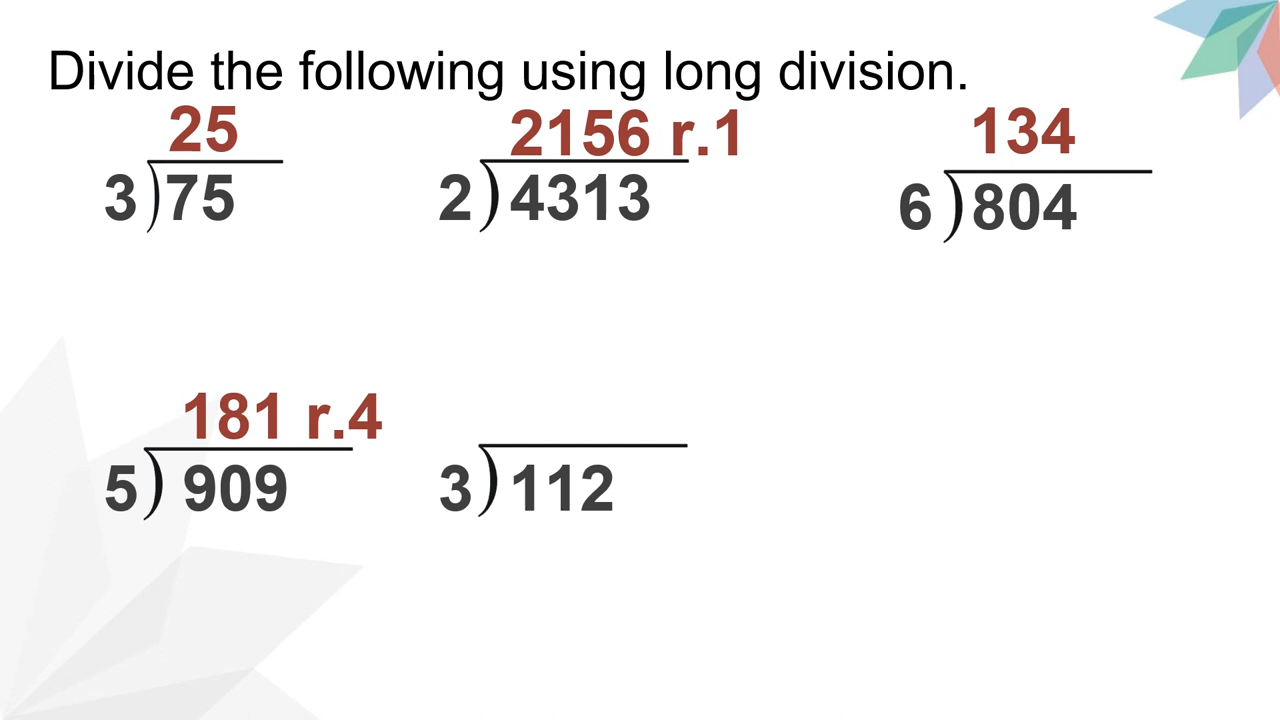 Divide the following using long division.
25 2156 r.1 134
3)75 2)4313 6)804
181 r.4
5)909 3)112